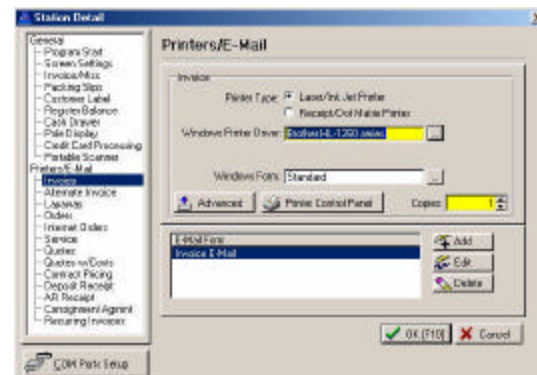 Station Detail
General
Program Start
Screen Settings
Invoice/Misc
Packing Slips
Customer Label
Register Balance
Cash Drawer
Pole Display
Credit Card Processing
Portable Scanner
Printers/E-Mail
Invoices
Alternate Invoice
Layaways
Orders
Internet Orders
Service
Quotes
Quotes w/Costs
Contract Pricing
Deposit Receipt
AR Receipt
Consignment Agrmnt
Recurring Invoices
COM Ports Setup
Printers/E-Mail
Invoice
Printer Type: Laser/Ink Jet Printer
Receipt/Dot Matrix Printer
Windows Printer Driver: Brother HL-1260 series ...
Windows Form: Standard ...
Advanced Printer Control Panel Copies: 1
E-Mail Form
Invoice E-Mail
Add
Edit
Delete
OK [F10] Cancel